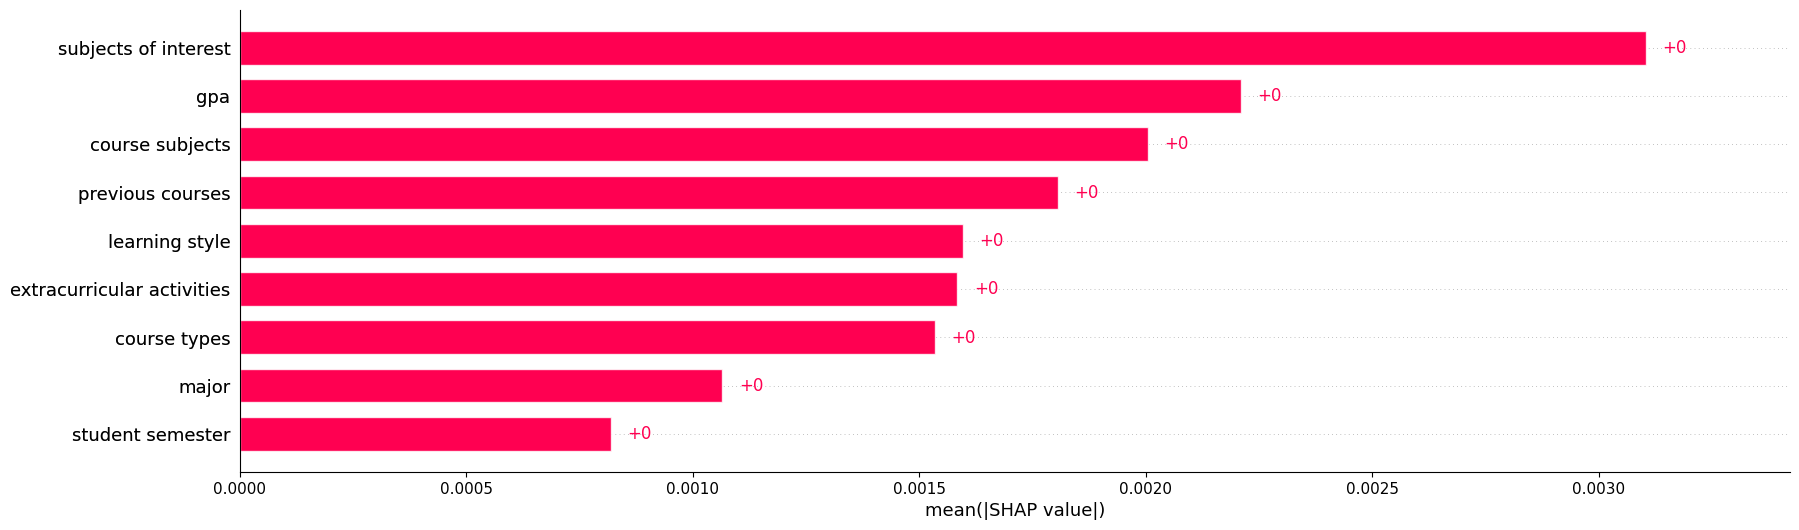 subjects of interest +0
gpa +0
course subjects +0
previous courses +0
learning style +0
extracurricular activities +0
course types +0
major +0
student semester +0
0.0000 0.0005 0.0010 0.0015 0.0020 0.0025 0.0030
mean(|SHAP value|)